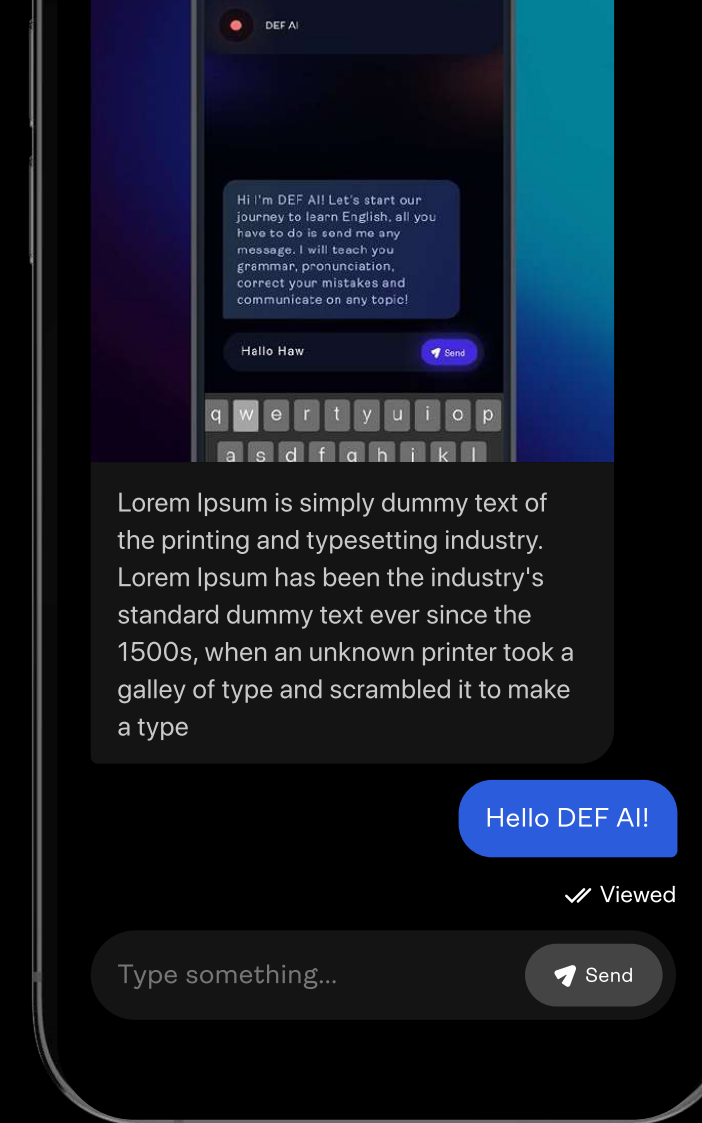 DEF AI
Hi I'm DEF AI! Let's start our
journey to learn English, all you
have to do is send me any
message. I will teach you
grammar, pronunciation,
correct your mistakes and
communicate on any topic!
Hallo Haw
Send
q w e r t y u i o p
a s d f g h j k l
Lorem Ipsum is simply dummy text of
the printing and typesetting industry.
Lorem Ipsum has been the industry's
standard dummy text ever since the
1500s, when an unknown printer took a
galley of type and scrambled it to make
a type
Hello DEF AI!
Viewed
Type something...
Send